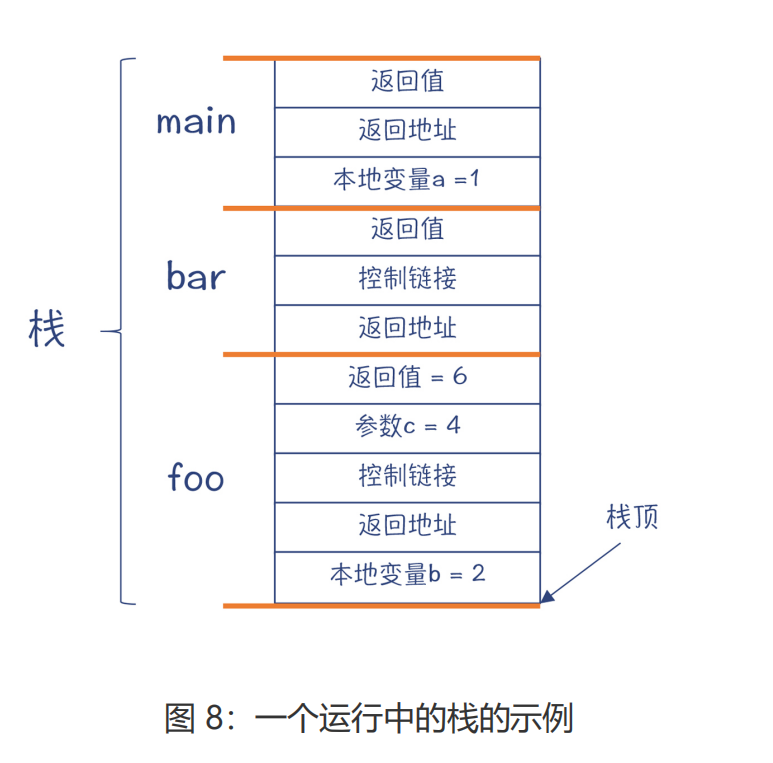 返回值
main
返回地址
本地变量a =1
返回值
bar
控制链接
栈
返回地址
返回值 = 6
参数c = 4
foo
控制链接
返回地址
栈顶
本地变量b = 2
图 8：一个运行中的栈的示例